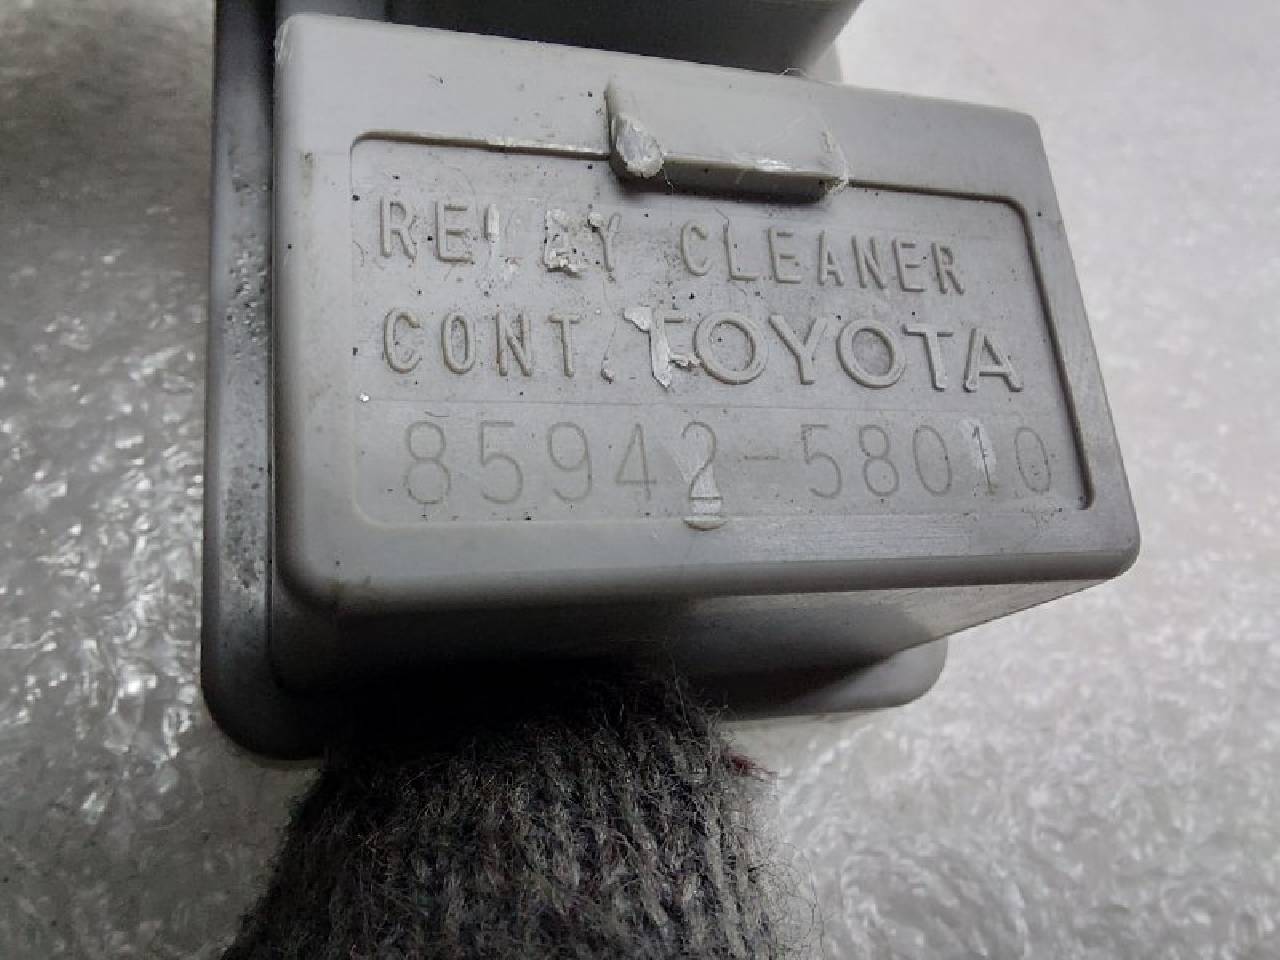 RELAY CLEANER
CONT. TOYOTA
85942-58010